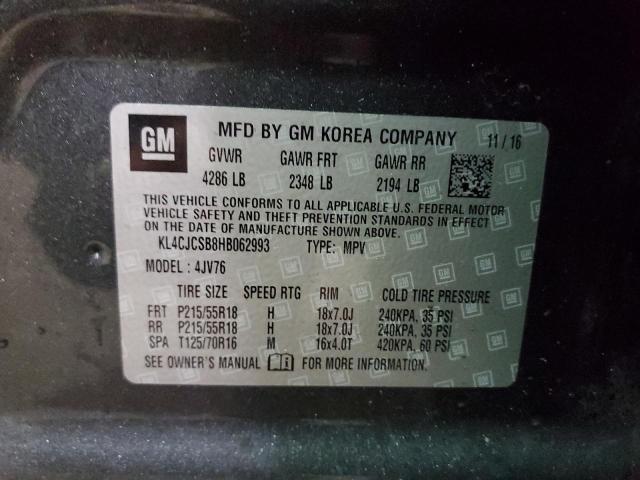 GM MFD BY GM KOREA COMPANY 11 / 16
GVWR GAWR FRT GAWR RR
4286 LB 2348 LB 2194 LB
THIS VEHICLE CONFORMS TO ALL APPLICABLE U.S. FEDERAL MOTOR
VEHICLE SAFETY AND THEFT PREVENTION STANDARDS IN EFFECT
ON THE DATE OF MANUFACTURE SHOWN ABOVE.
KL4CJCSB8HB062993 TYPE: MPV
MODEL : 4JV76
TIRE SIZE SPEED RTG RIM COLD TIRE PRESSURE
FRT P215/55R18 H 18x7.0J 240KPA, 35 PSI
RR P215/55R18 H 18x7.0J 240KPA, 35 PSI
SPA T125/70R16 M 16x4.0T 420KPA, 60 PSI
SEE OWNER'S MANUAL FOR MORE INFORMATION.